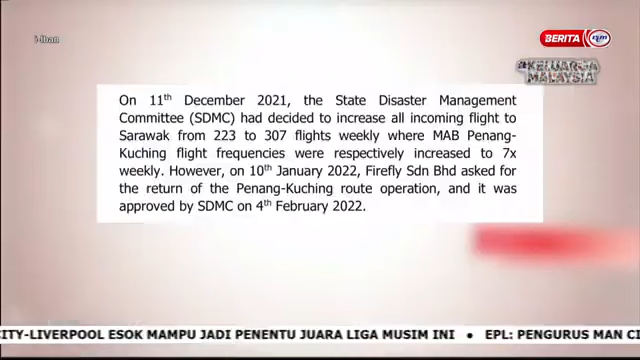 i-Iban
BERITA rtm
#KELUARGA
MALAYSIA
On 11th December 2021, the State Disaster Management
Committee (SDMC) had decided to increase all incoming flight to
Sarawak from 223 to 307 flights weekly where MAB Penang-
Kuching flight frequencies were respectively increased to 7x
weekly. However, on 10th January 2022, Firefly Sdn Bhd asked for
the return of the Penang-Kuching route operation, and it was
approved by SDMC on 4th February 2022.
CITY-LIVERPOOL ESOK MAMPU JADI PENENTU JUARA LIGA MUSIM INI • EPL: PENGURUS MAN CI